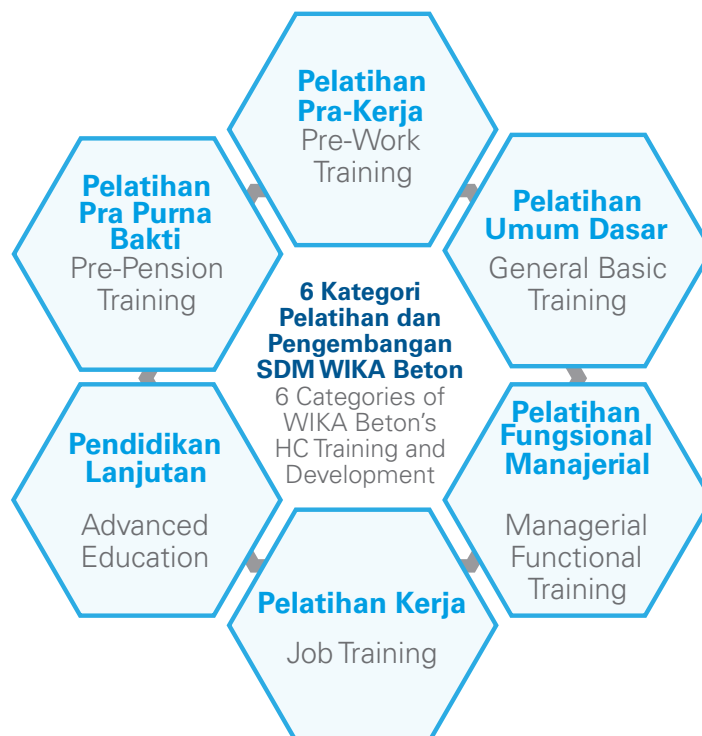 Pelatihan
Pra-Kerja
Pre-Work
Training
Pelatihan
Umum Dasar
General Basic
Training
Pelatihan
Fungsional
Manajerial
Managerial
Functional
Training
Pelatihan Kerja
Job Training
Pendidikan
Lanjutan
Advanced
Education
Pelatihan
Pra Purna
Bakti
Pre-Pension
Training
6 Kategori
Pelatihan dan
Pengembangan
SDM WIKA Beton
6 Categories of
WIKA Beton's
HC Training and
Development